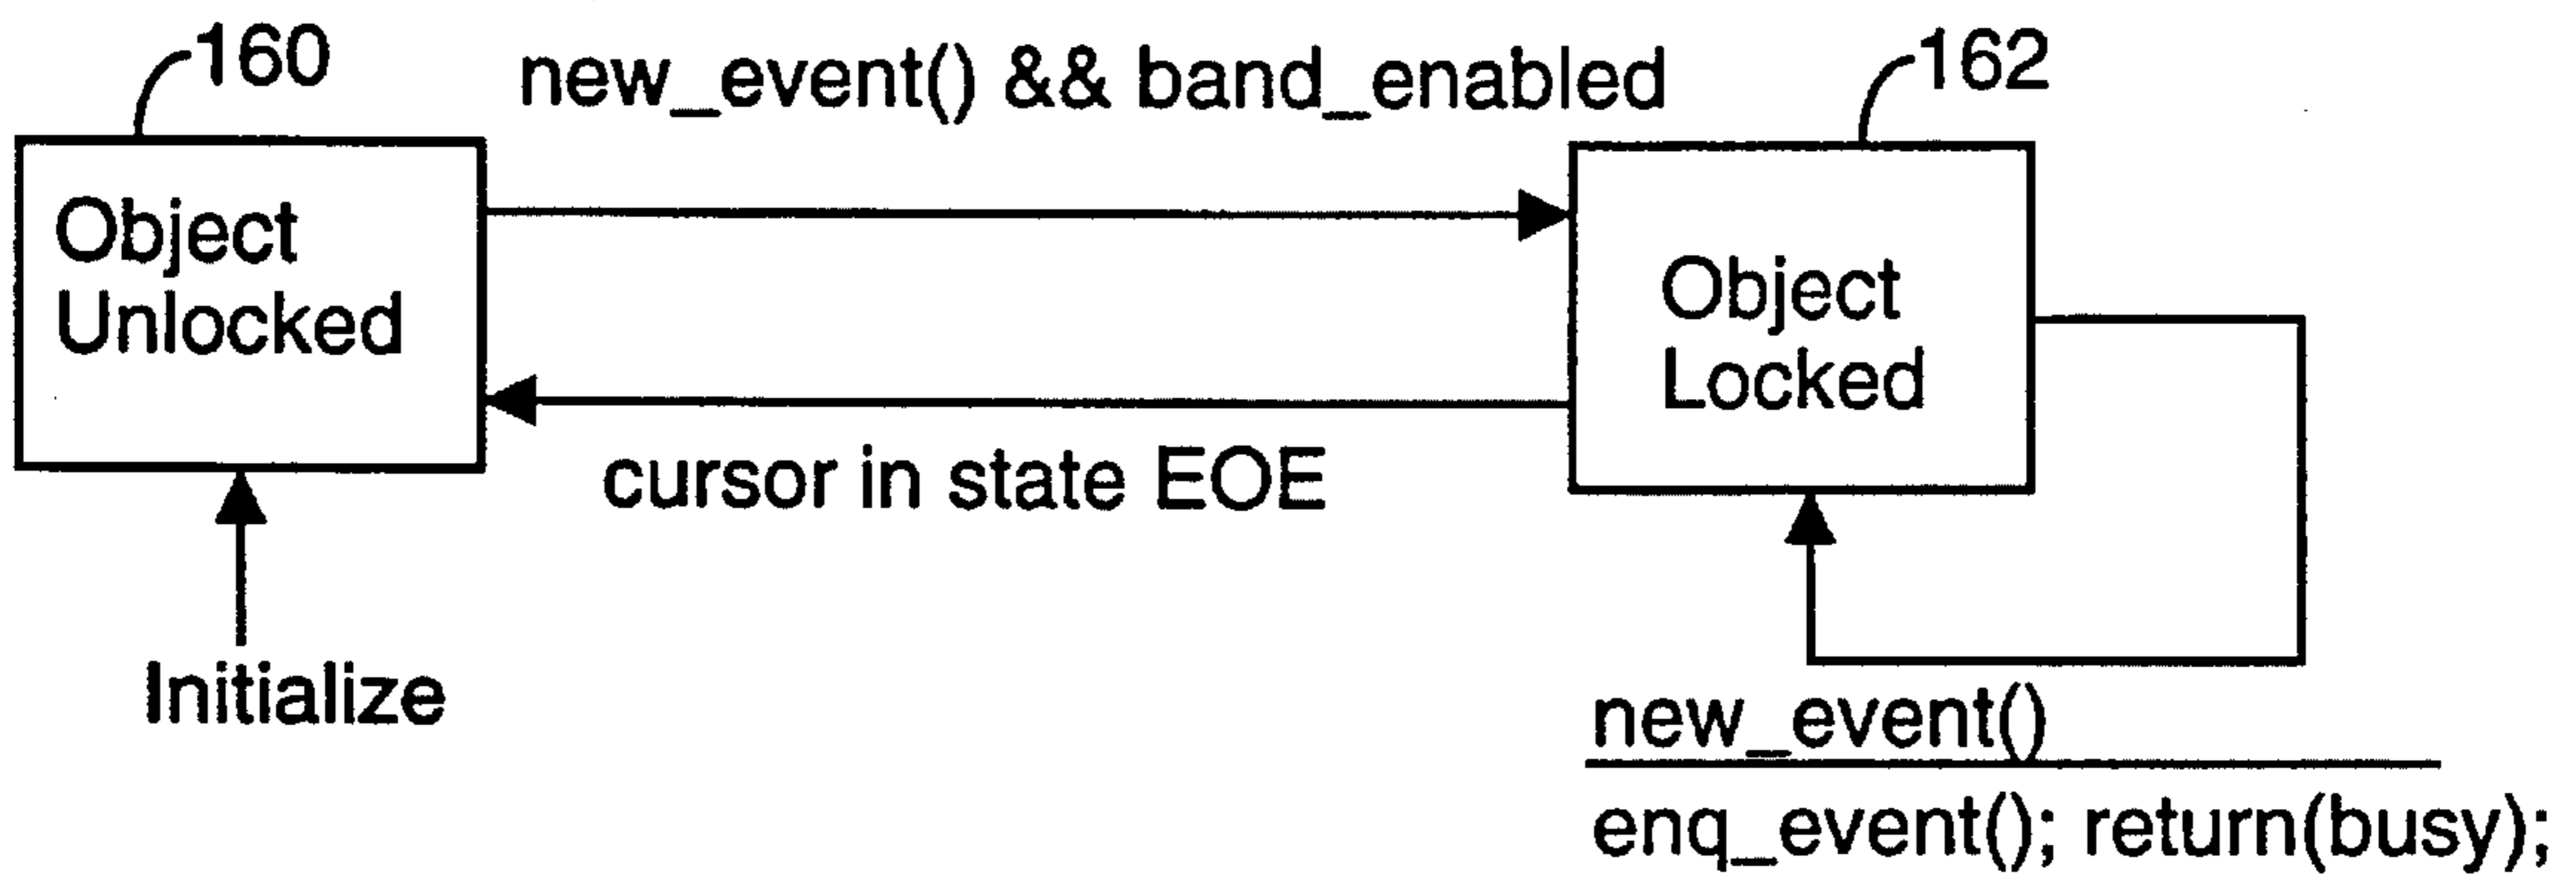 160
new_event() && band_enabled
162
Object
Unlocked
Object
Locked
cursor in state EOE
Initialize
new_event()
enq_event(); return(busy);